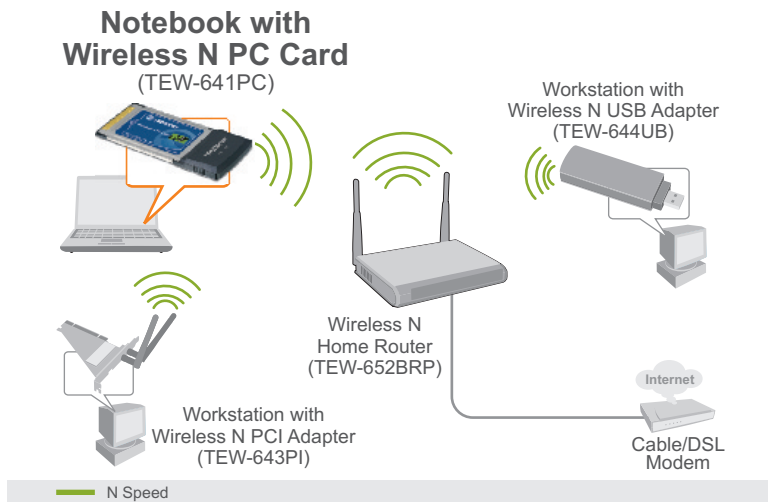 Notebook with
Wireless N PC Card
(TEW-641PC)
Workstation with
Wireless N USB Adapter
(TEW-644UB)
Wireless N
Home Router
(TEW-652BRP)
Workstation with
Wireless N PCI Adapter
(TEW-643PI)
Internet
Cable/DSL
Modem
N Speed